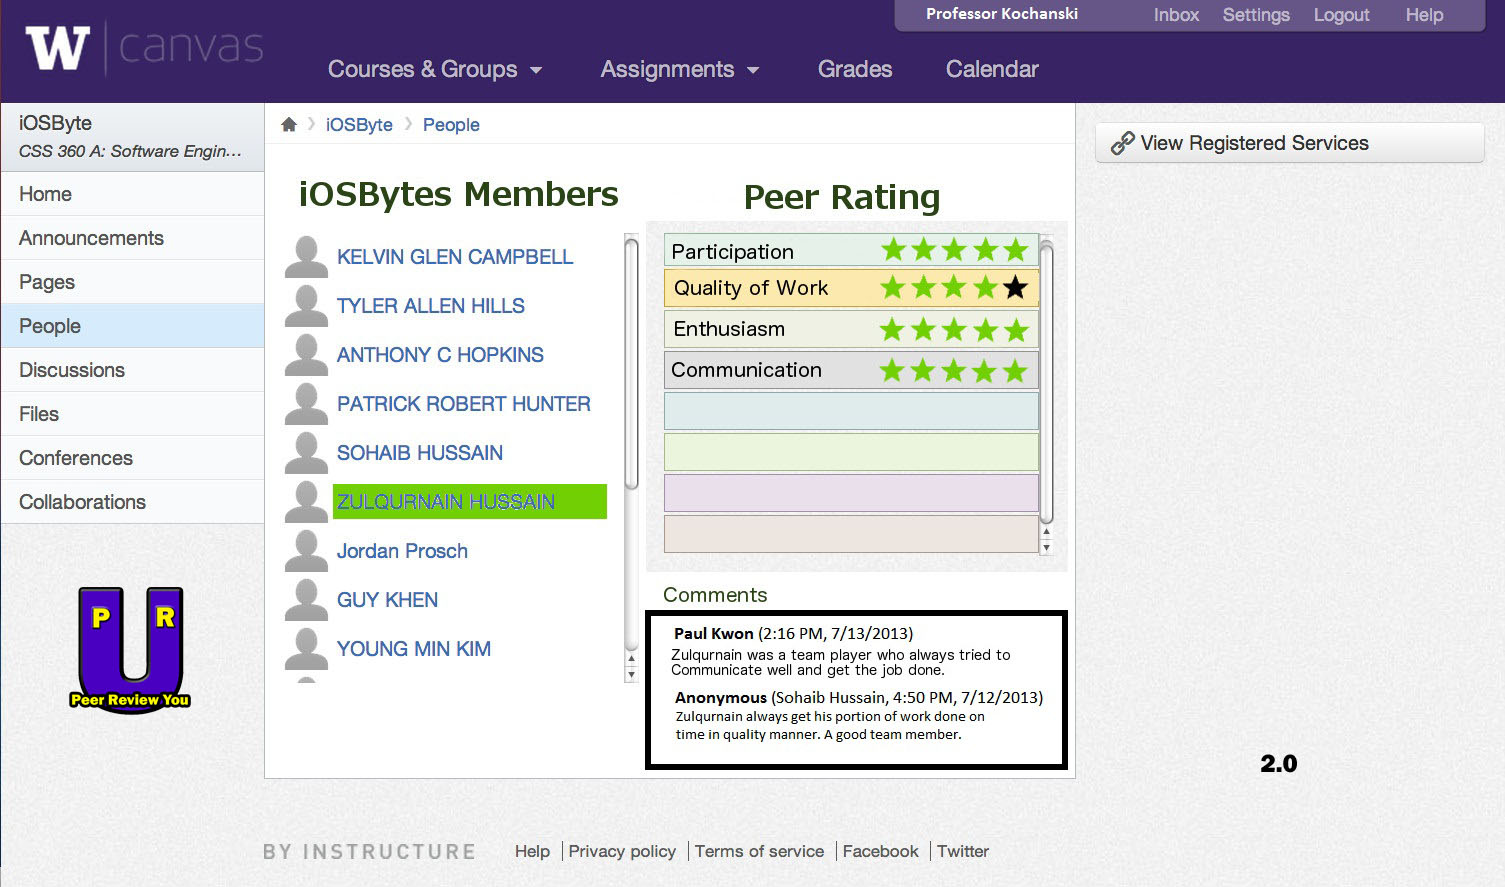 Professor Kochanski Inbox Settings Logout Help
W canvas
Courses & Groups Assignments Grades Calendar
iOSByte
CSS 360 A: Software Engin...
Home
Announcements
Pages
People
Discussions
Files
Conferences
Collaborations
P R
Peer Review You
iOSByte People
iOSBytes Members
KELVIN GLEN CAMPBELL
TYLER ALLEN HILLS
ANTHONY C HOPKINS
PATRICK ROBERT HUNTER
SOHAIB HUSSAIN
ZULQURNAIN HUSSAIN
Jordan Prosch
GUY KHEN
YOUNG MIN KIM
Peer Rating
Participation
Quality of Work
Enthusiasm
Communication
Comments
Paul Kwon (2:16 PM, 7/13/2013)
Zulqurnain was a team player who always tried to
Communicate well and get the job done.
Anonymous (Sohaib Hussain, 4:50 PM, 7/12/2013)
Zulqurnain always get his portion of work done on
time in quality manner. A good team member.
View Registered Services
2.0
BY INSTRUCTURE Help Privacy policy Terms of service Facebook Twitter